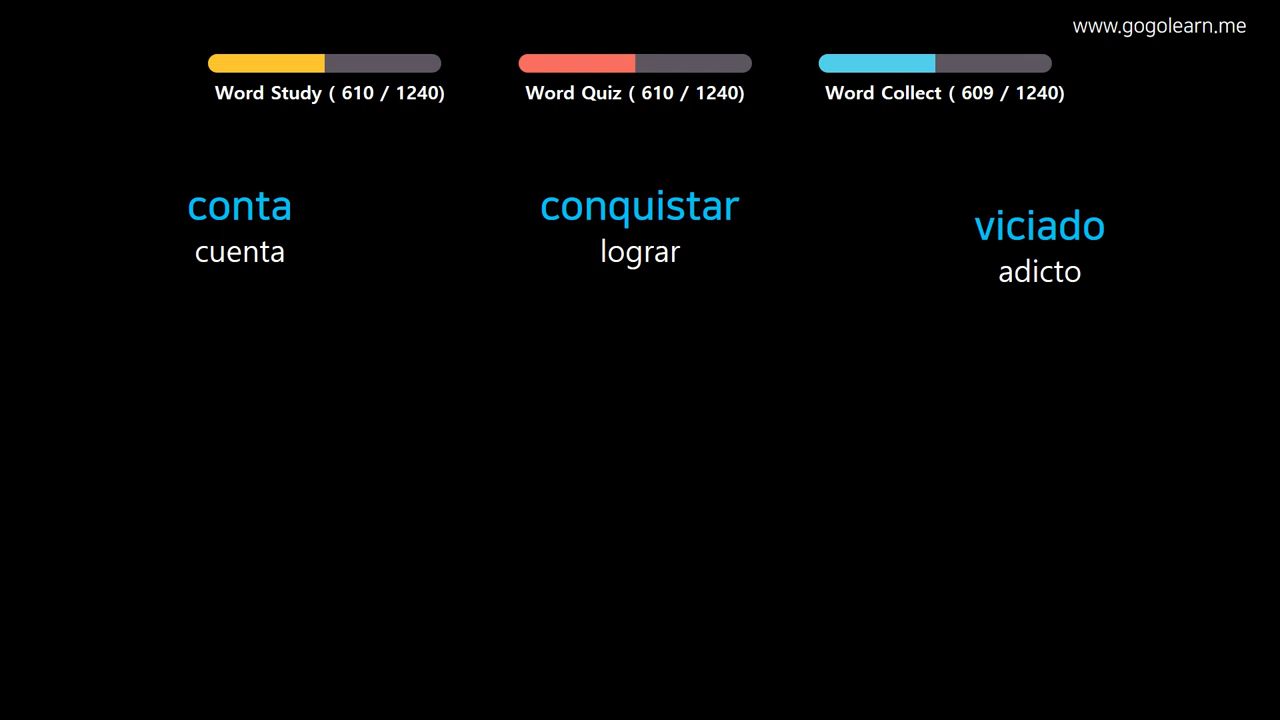 www.gogolearn.me
Word Study ( 610 / 1240)
Word Quiz ( 610 / 1240)
Word Collect ( 609 / 1240)
conta
cuenta
conquistar
lograr
viciado
adicto